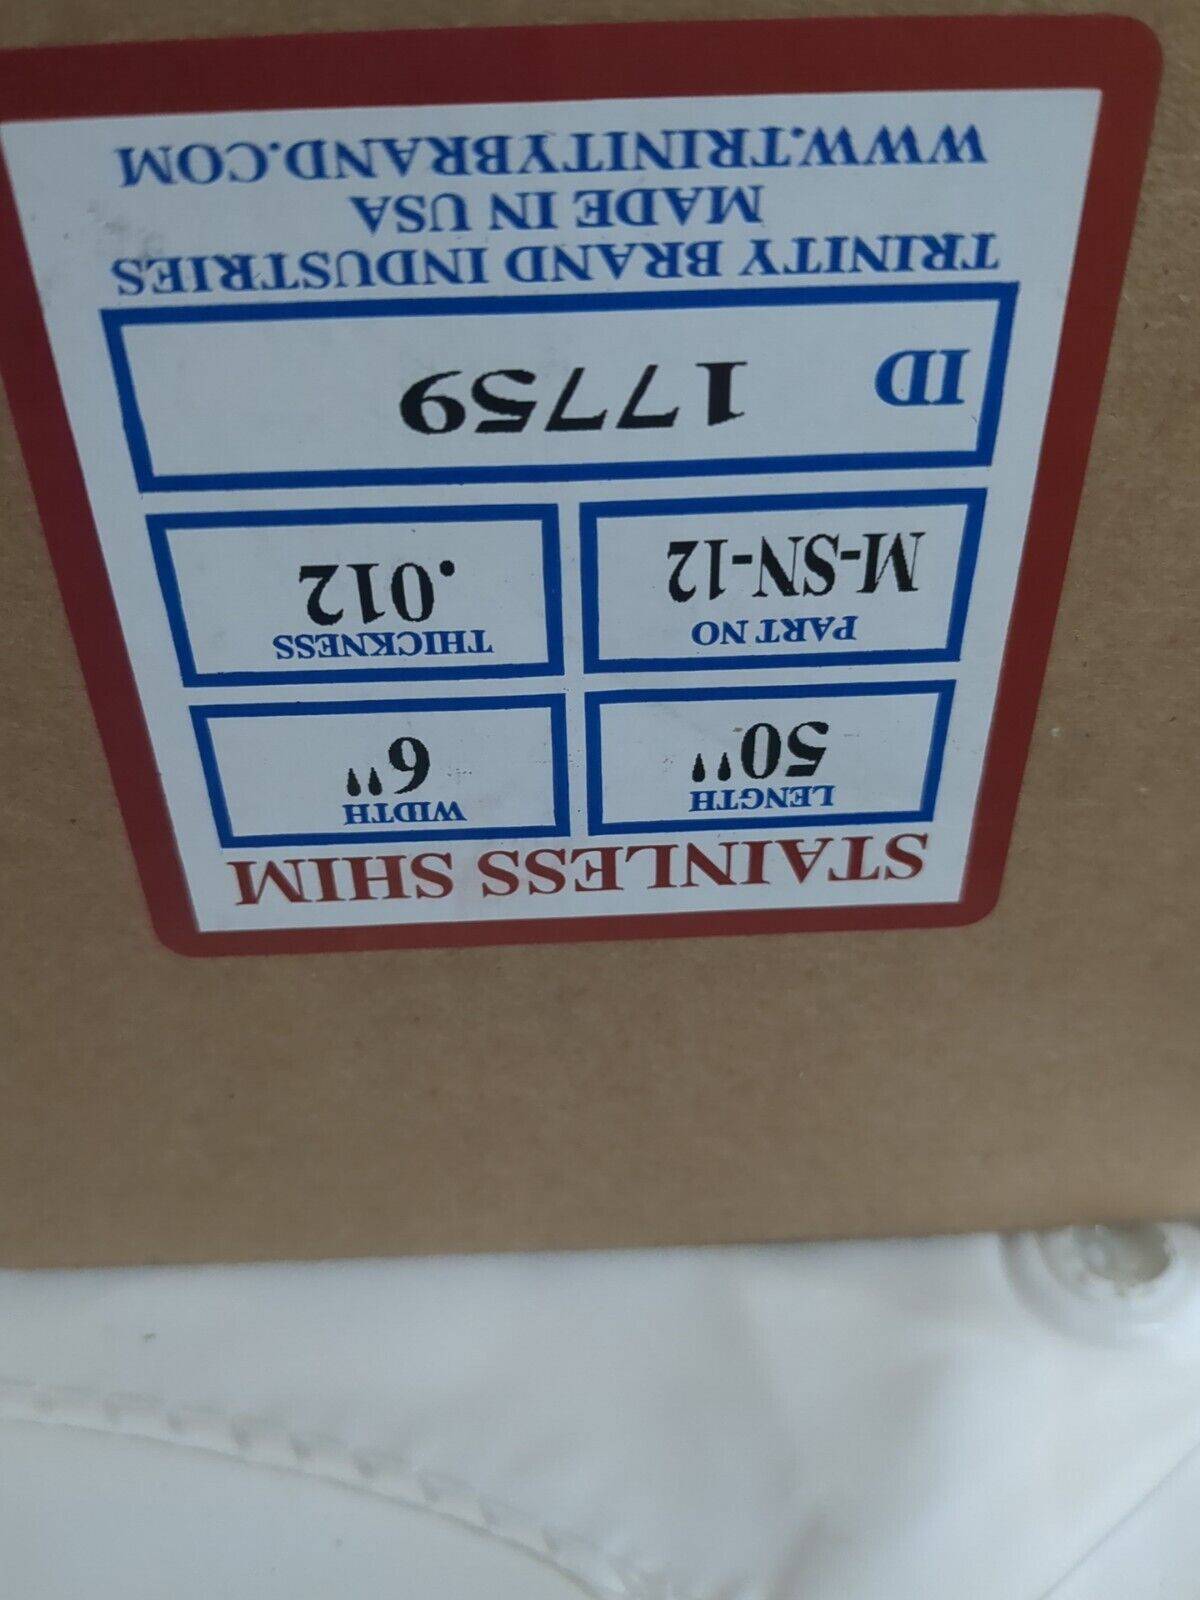 STAINLESS SHIM
LENGTH
50"
WIDTH
6"
PART NO
M-SN-12
THICKNESS
.012
ID 17759
TRINITY BRAND INDUSTRIES
MADE IN USA
WWW.TRINITYBRAND.COM